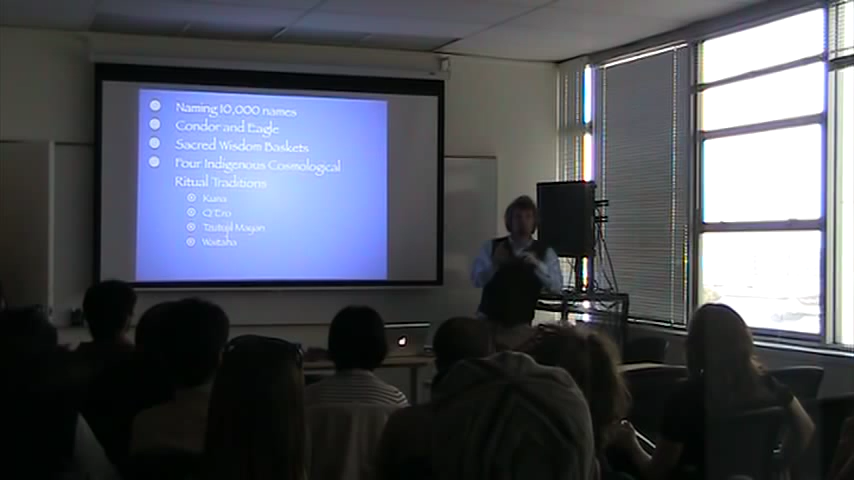 Naming 10,000 names
Condor and Eagle
Sacred Wisdom Baskets
Four Indigenous Cosmological
Ritual Traditions
Kuna
Q'Ero
Tzutojil Mayan
Waitaha